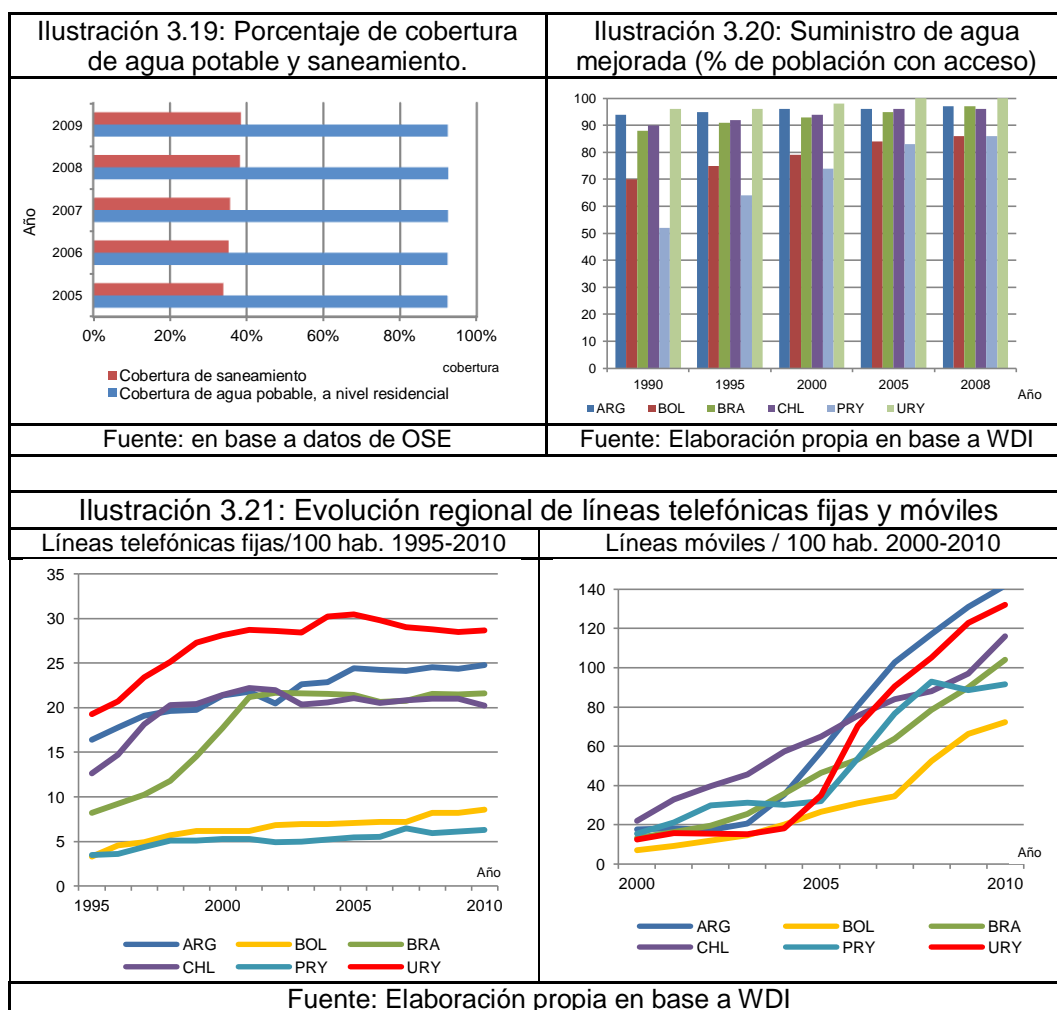 Ilustración 3.19: Porcentaje de cobertura
de agua potable y saneamiento.
2009
2008
2007
2006
2005
Año
0% 20% 40% 60% 80% 100%
cobertura
Cobertura de saneamiento
Cobertura de agua pobable, a nivel residencial
Fuente: en base a datos de OSE
Ilustración 3.20: Suministro de agua
mejorada (% de población con acceso)
100
90
80
70
60
50
40
30
20
10
0
1990 1995 2000 2005 2008
Año
ARG BOL BRA CHL PRY URY
Fuente: Elaboración propia en base a WDI
Ilustración 3.21: Evolución regional de líneas telefónicas fijas y móviles
Líneas telefónicas fijas/100 hab. 1995-2010
35
30
25
20
15
10
5
0
Año
1995 2000 2005 2010
ARG BOL BRA
CHL PRY URY
Líneas móviles / 100 hab. 2000-2010
140
120
100
80
60
40
20
0
Año
2000 2005 2010
ARG BOL BRA
CHL PRY URY
Fuente: Elaboración propia en base a WDI